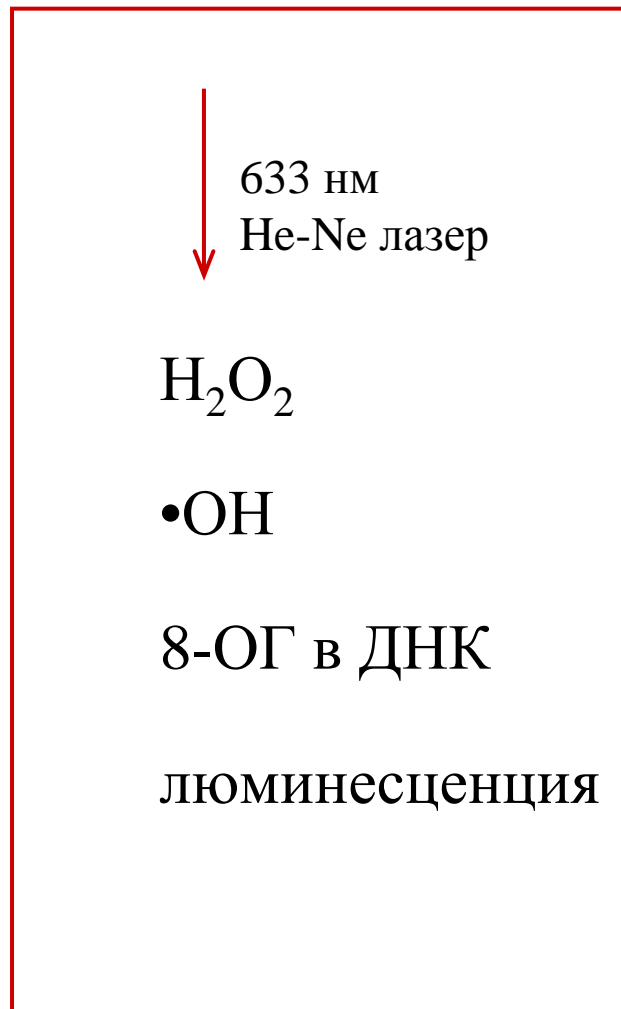 633 нм
He-Ne лазер
H₂O₂
•OH
8-ОГ в ДНК
люминесценция